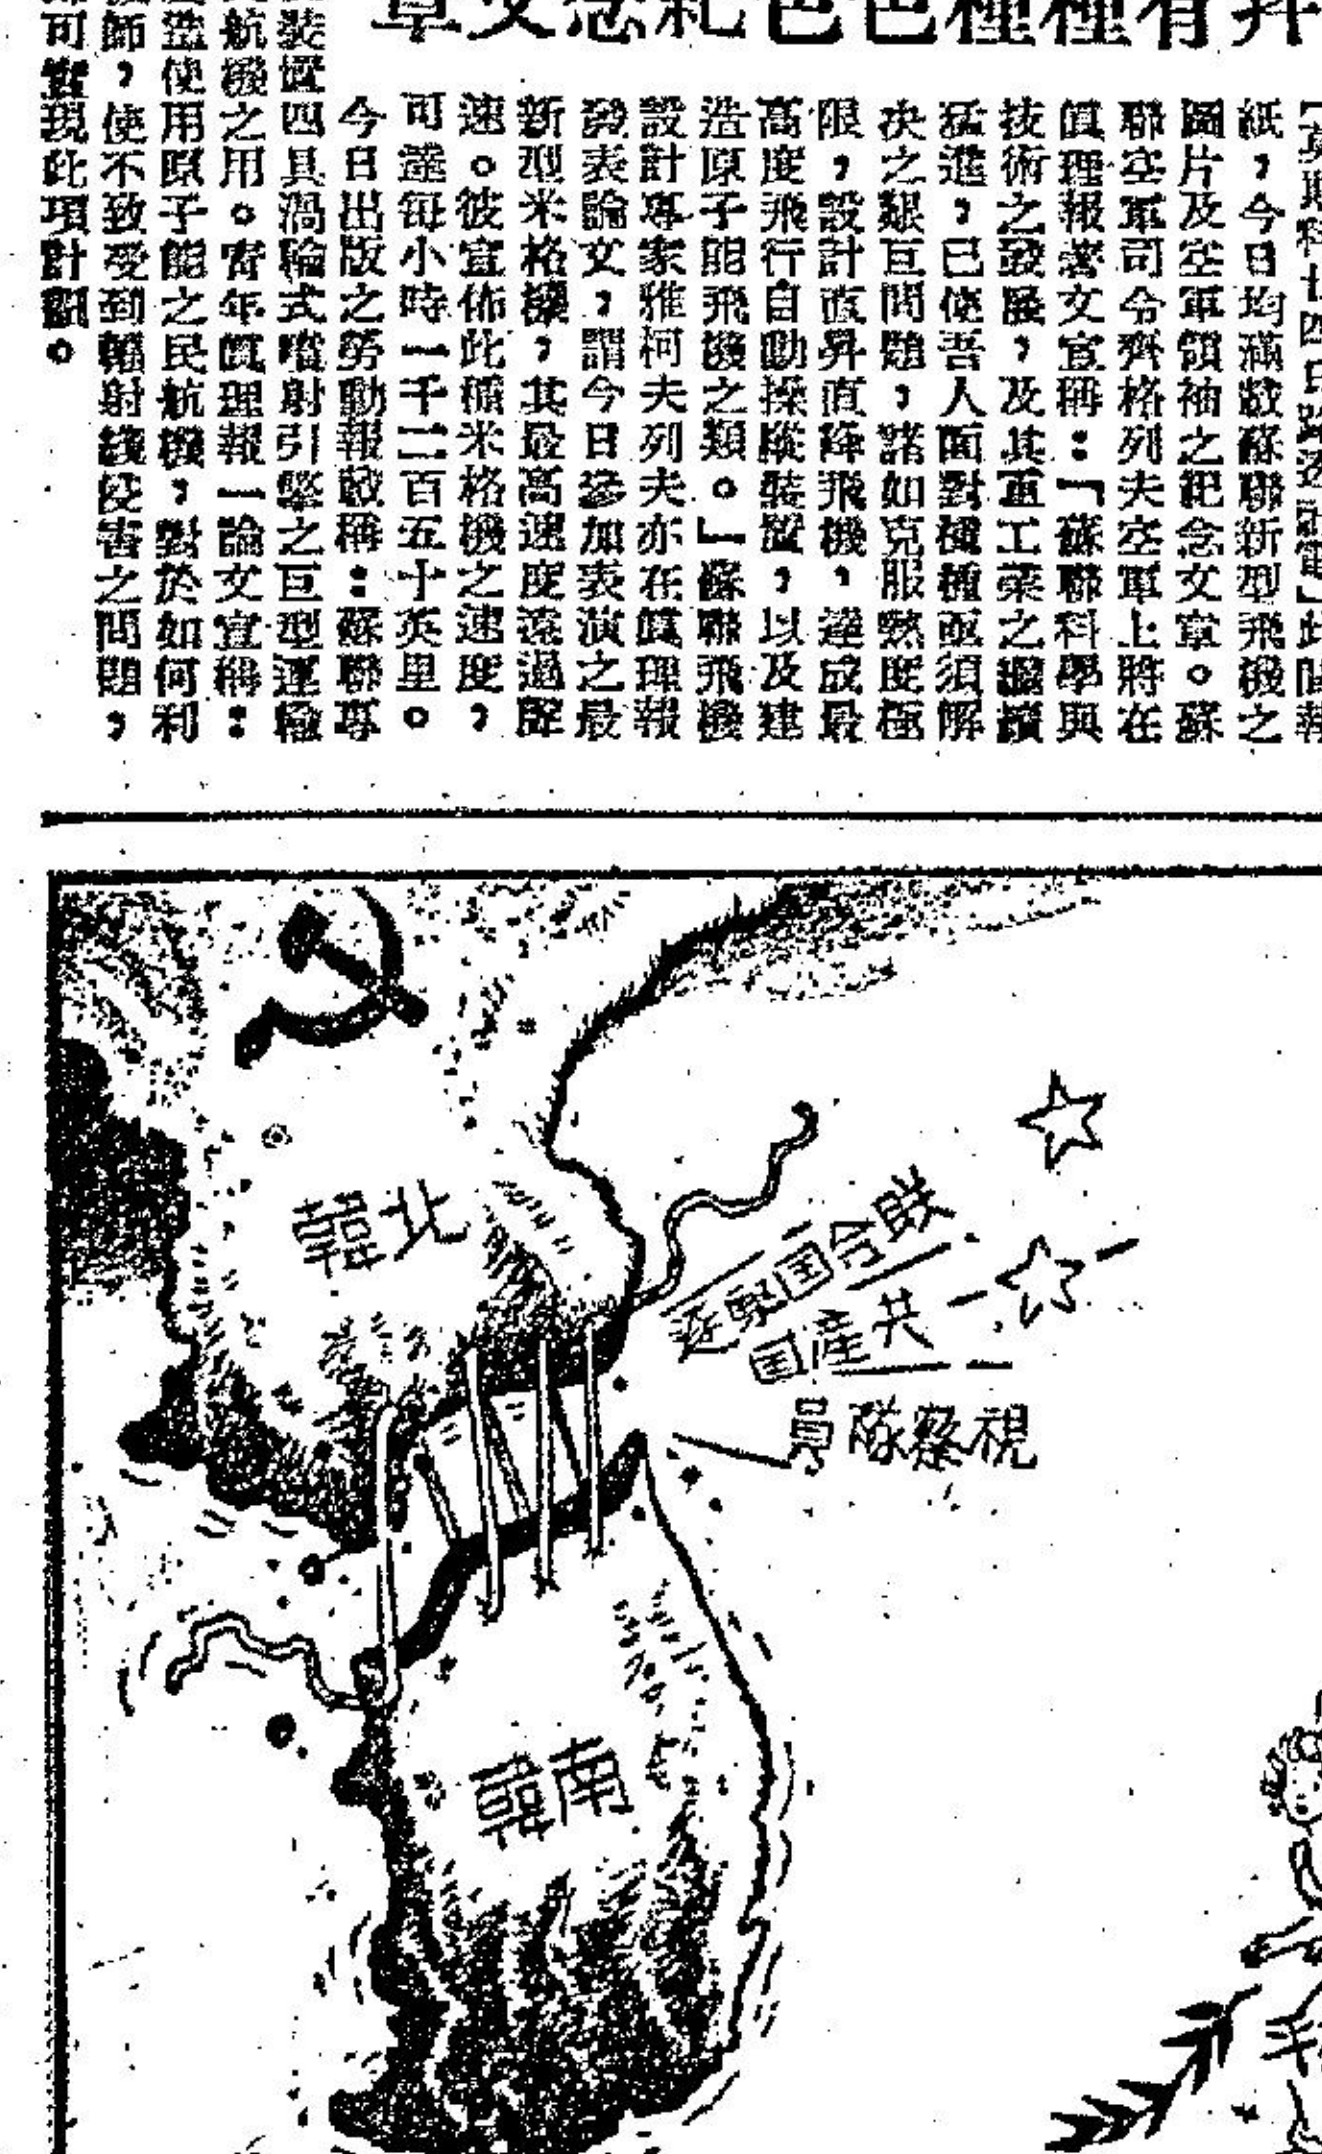 弁有種種色色紀念文章
紙，今日均滿載蘇聯新型飛機之
圖片及空軍領袖之紀念文章。蘇
聯空軍司令齊格列夫空軍上將在
眞理報著文宣稱：「蘇聯科學與
技術之發展，及其重工業之繼續
猛進，已使吾人面對種種亟須解
决之艱巨問題，諸如克服熱度極
限，設計直昇直降飛機，達成最
高度飛行自動操縱裝置，以及建
造原子能飛機之類。」蘇聯飛機
設計專家雅柯夫列夫亦在眞理報
發表論文，謂今日參加表演之最
新型米格機，其最高速度遠過聲
速。彼宣佈此種米格機之速度，
可達每小時一千二百五十英里。
今日出版之勞動報載稱：蘇聯專
裝置四具渦輪式噴射引擎之巨型運輸
航機之用。靑年眞理報一論文宣稱：
使用原子能之民航機，對於如何利
師，使不致受到輻射綫侵害之問題，
可實現此項計劃。
韓北
逐驅国合联
国產共
員隊察視
韓南